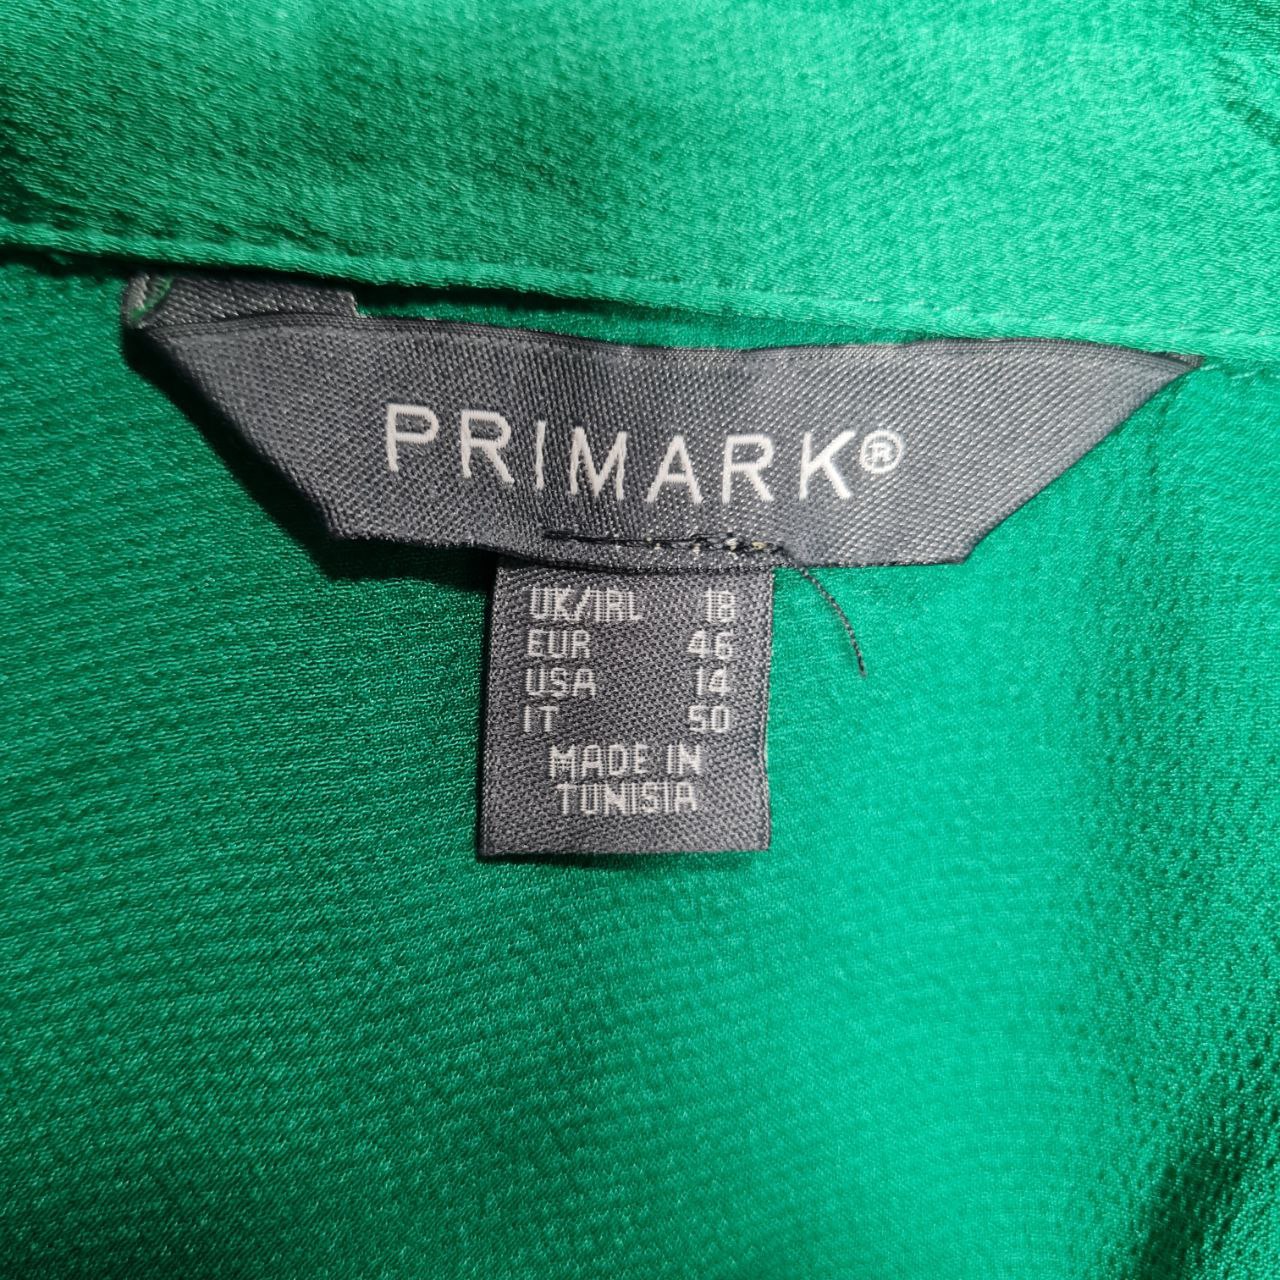 PRIMARK®
UK/IRL 18
EUR 46
USA 14
IT 50
MADE IN
TUNISIA